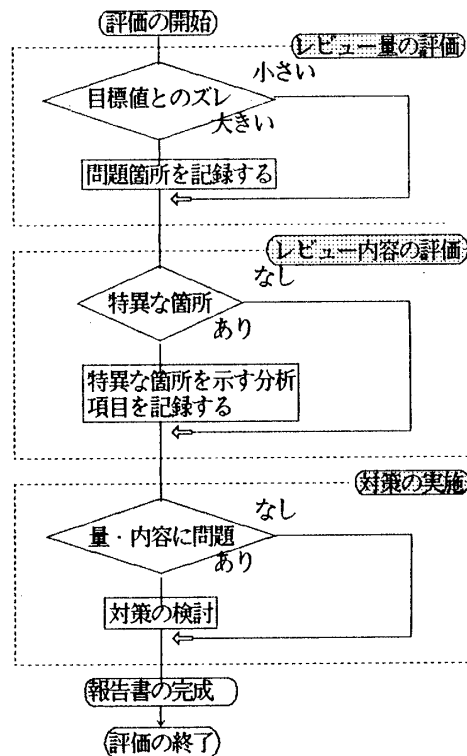 評価の開始
レビュー量の評価
小さい
目標値とのズレ
大きい
問題箇所を記録する
レビュー内容の評価
なし
特異な箇所
あり
特異な箇所を示す分析
項目を記録する
対策の実施
なし
量・内容に問題
あり
対策の検討
報告書の完成
評価の終了